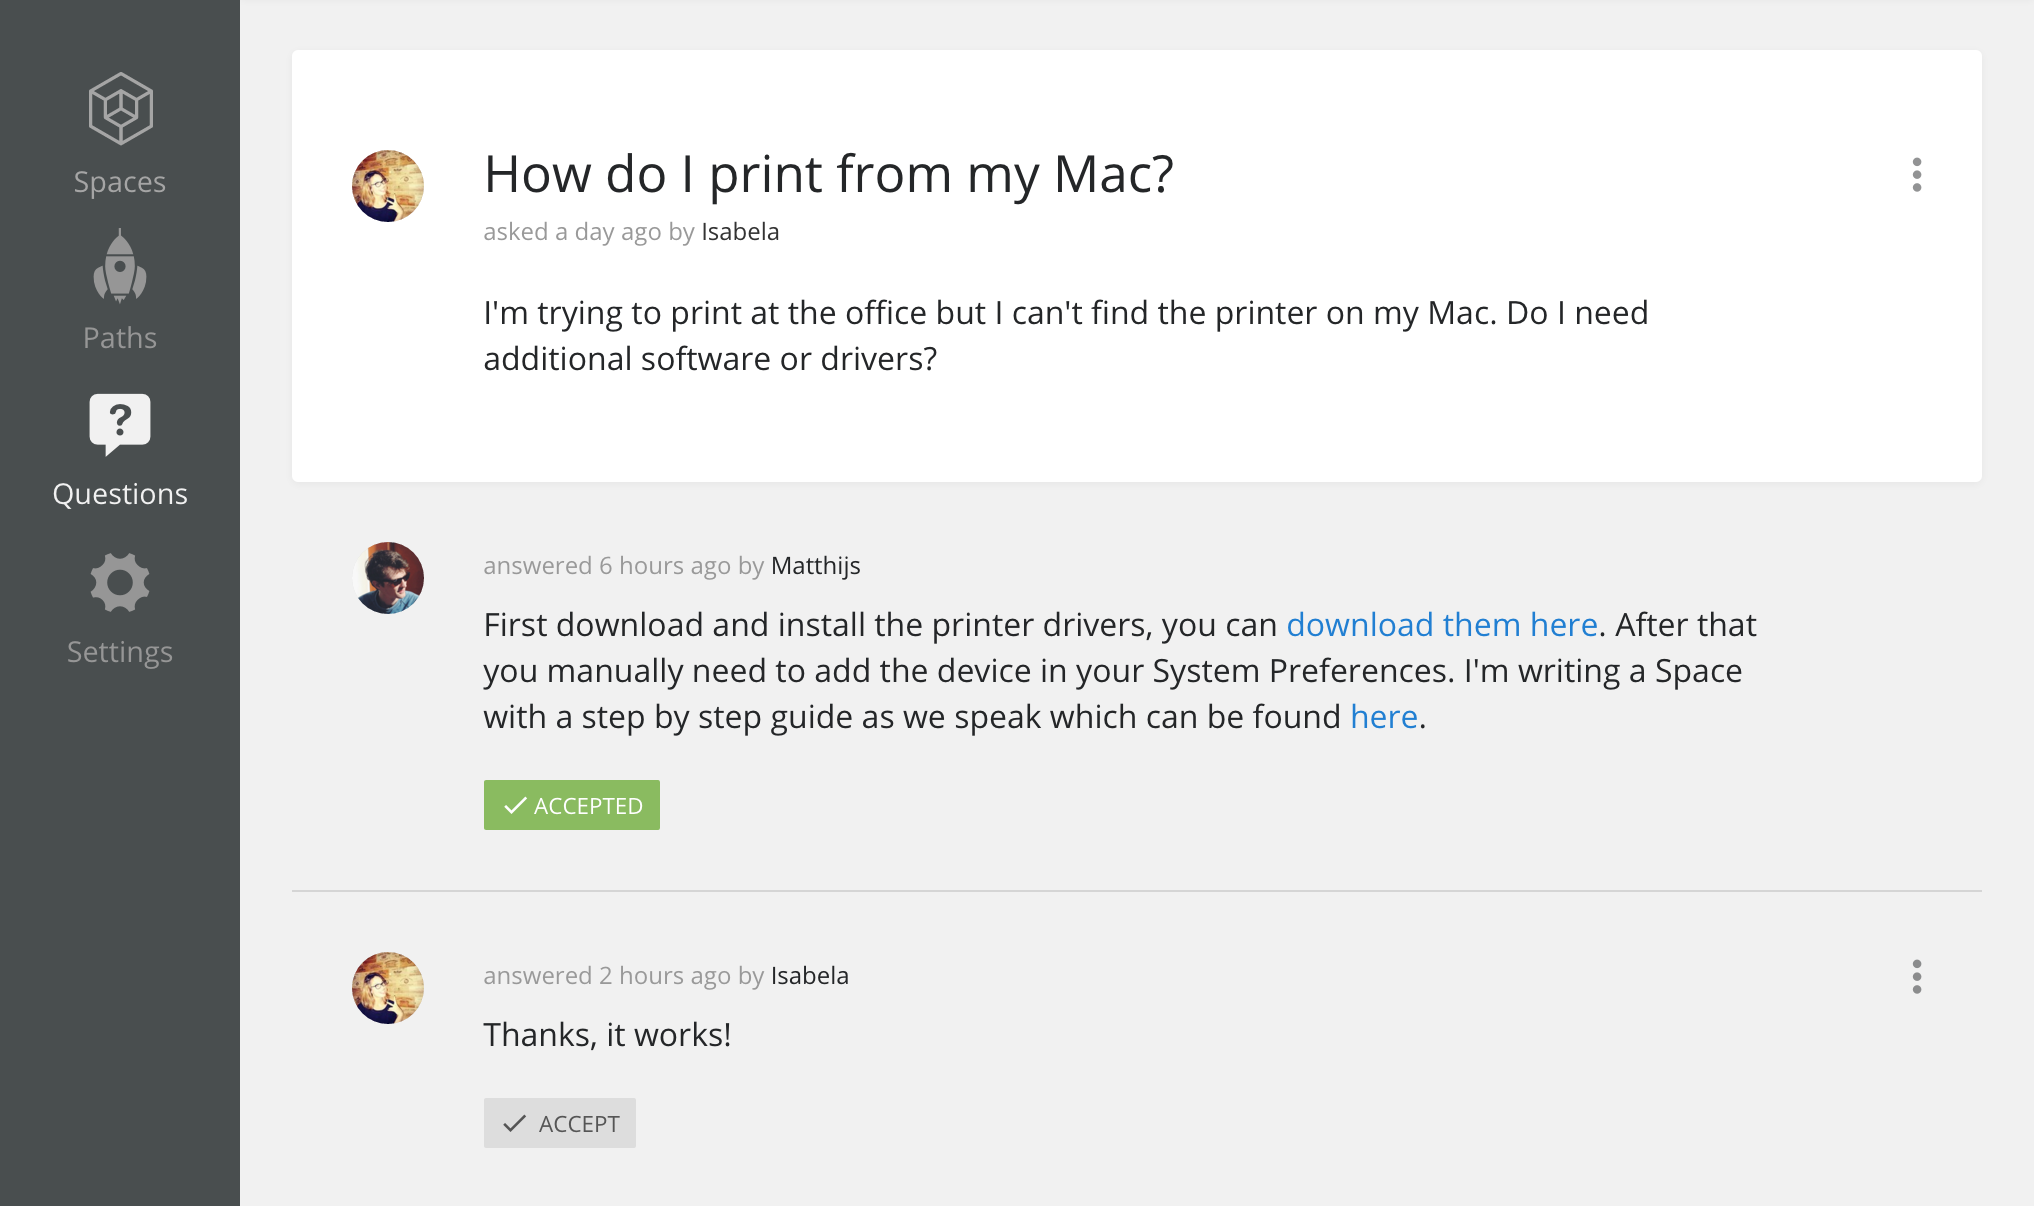 Spaces
Paths
?
Questions
Settings
How do I print from my Mac?
asked a day ago by Isabela
I'm trying to print at the office but I can't find the printer on my Mac. Do I need
additional software or drivers?
answered 6 hours ago by Matthijs
First download and install the printer drivers, you can download them here. After that
you manually need to add the device in your System Preferences. I'm writing a Space
with a step by step guide as we speak which can be found here.
ACCEPTED
answered 2 hours ago by Isabela
Thanks, it works!
ACCEPT